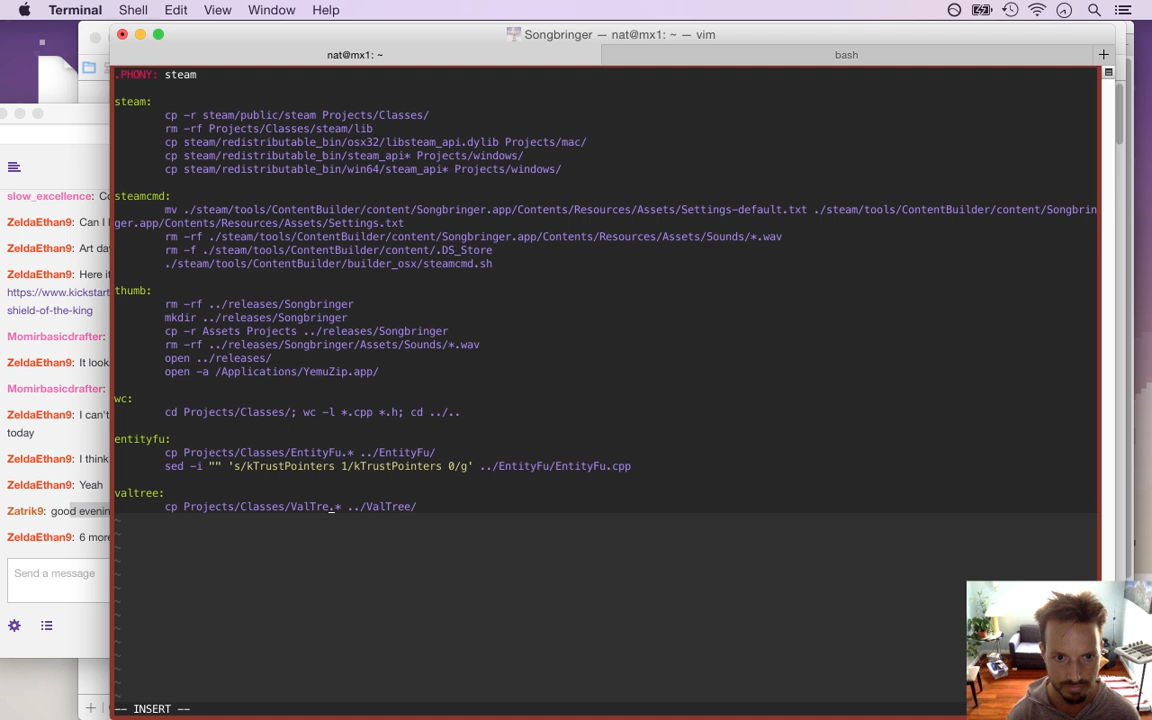 Terminal Shell Edit View Window Help
Songbringer — nat@mx1: ~ — vim
nat@mx1: ~
bash
.PHONY: steam
steam:
cp -r steam/public/steam Projects/Classes/
rm -rf Projects/Classes/steam/lib
cp steam/redistributable_bin/osx32/libsteam_api.dylib Projects/mac/
cp steam/redistributable_bin/steam_api* Projects/windows/
cp steam/redistributable_bin/win64/steam_api* Projects/windows/
steamcmd:
mv ./steam/tools/ContentBuilder/content/Songbringer.app/Contents/Resources/Assets/Settings-default.txt ./steam/tools/ContentBuilder/content/Songbrin
ger.app/Contents/Resources/Assets/Settings.txt
rm -rf ./steam/tools/ContentBuilder/content/Songbringer.app/Contents/Resources/Assets/Sounds/*.wav
rm -f ./steam/tools/ContentBuilder/content/.DS_Store
./steam/tools/ContentBuilder/builder_osx/steamcmd.sh
thumb:
rm -rf ../releases/Songbringer
mkdir ../releases/Songbringer
cp -r Assets Projects ../releases/Songbringer
rm -rf ../releases/Songbringer/Assets/Sounds/*.wav
open ../releases/
open -a /Applications/YemuZip.app/
wc:
cd Projects/Classes/; wc -l *.cpp *.h; cd ../..
entityfu:
cp Projects/Classes/EntityFu.* ../EntityFu/
sed -i "" 's/kTrustPointers 1/kTrustPointers 0/g' ../EntityFu/EntityFu.cpp
valtree:
cp Projects/Classes/ValTre.* ../ValTree/
-- INSERT --
slow_excellence: Co
ZeldaEthan9: Can I
ZeldaEthan9: Art day
ZeldaEthan9: Here it
https://www.kickstart
shield-of-the-king
Momirbasicdrafter:
ZeldaEthan9: It look
Momirbasicdrafter:
ZeldaEthan9: I can't
today
ZeldaEthan9: I think
ZeldaEthan9: Yeah
Zatrik9: good evenin
ZeldaEthan9: 6 more
Send a message